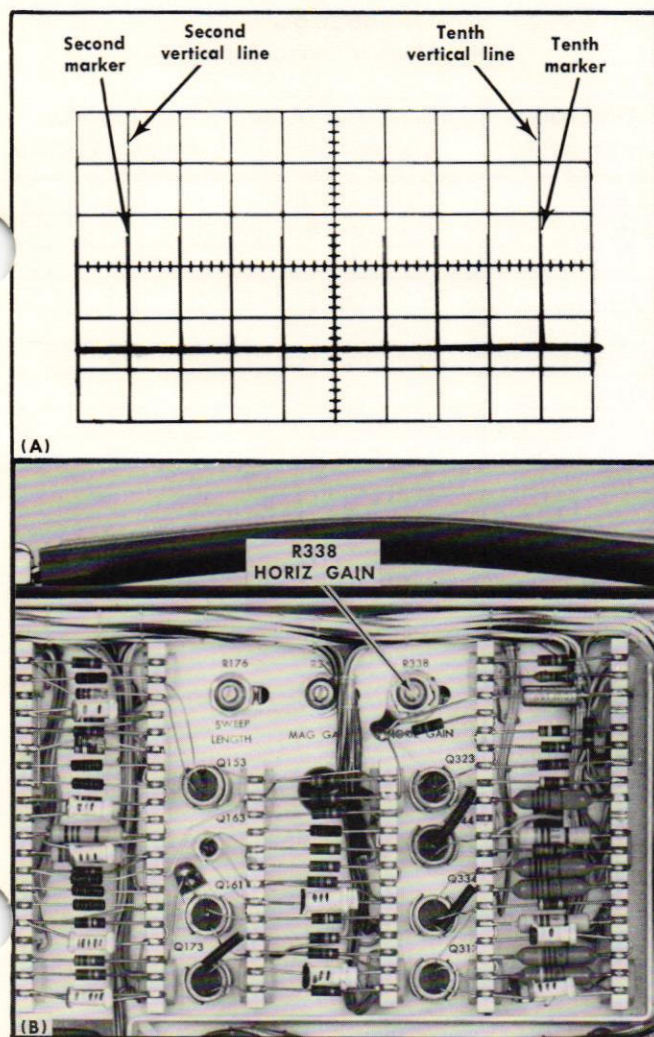 Second
marker
Second
vertical line
Tenth
vertical line
Tenth
marker
(A)
R338
HORIZ GAIN
R176
R338
SWEEP
LENGTH
MAG
GAIN
Q153
Q323
Q163
Q161
Q334
Q173
(B)